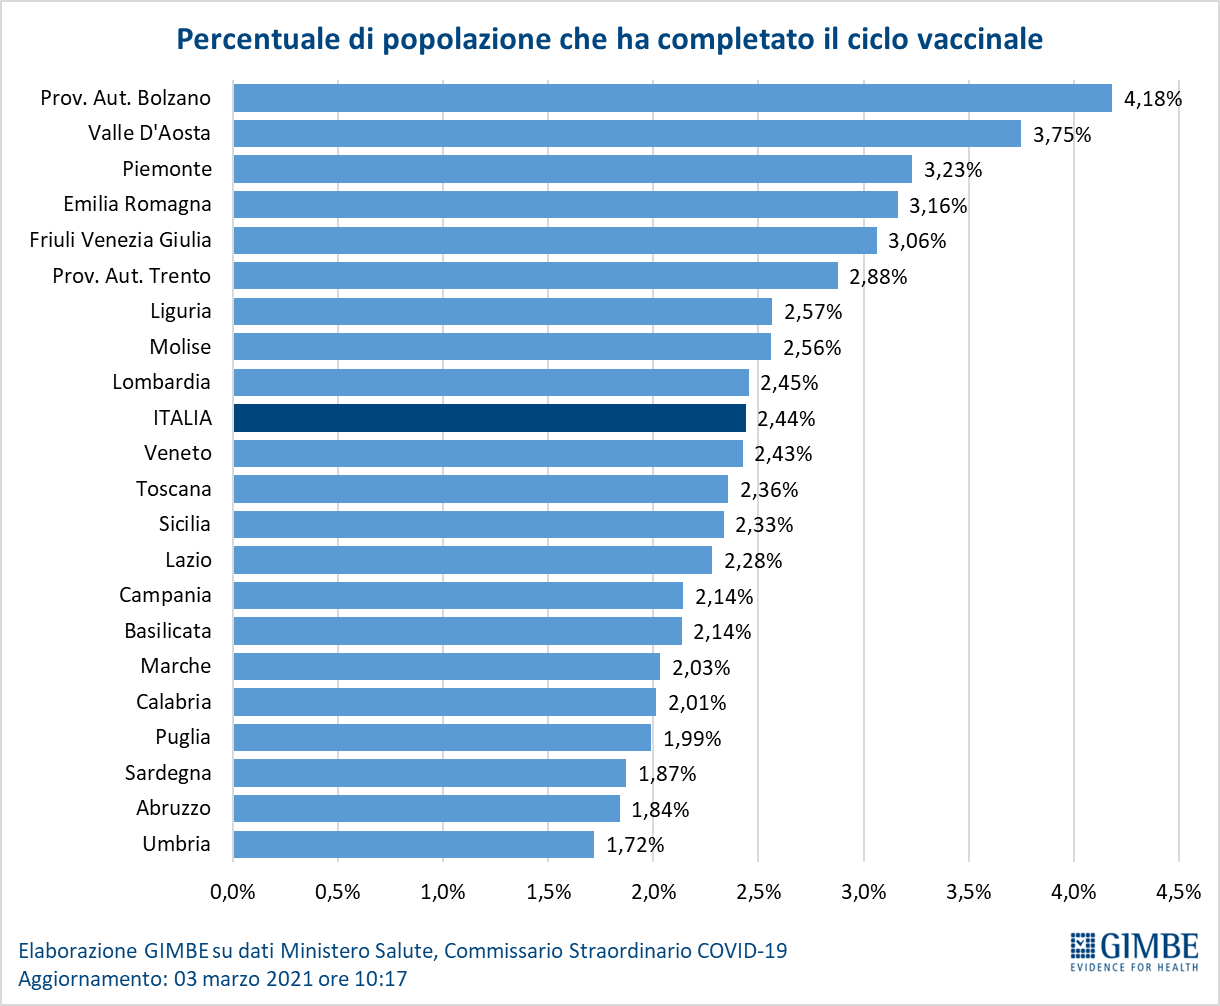 Percentuale di popolazione che ha completato il ciclo vaccinale
Prov. Aut. Bolzano 4,18%
Valle D'Aosta 3,75%
Piemonte 3,23%
Emilia Romagna 3,16%
Friuli Venezia Giulia 3,06%
Prov. Aut. Trento 2,88%
Liguria 2,57%
Molise 2,56%
Lombardia 2,45%
ITALIA 2,44%
Veneto 2,43%
Toscana 2,36%
Sicilia 2,33%
Lazio 2,28%
Campania 2,14%
Basilicata 2,14%
Marche 2,03%
Calabria 2,01%
Puglia 1,99%
Sardegna 1,87%
Abruzzo 1,84%
Umbria 1,72%
0,0% 0,5% 1,0% 1,5% 2,0% 2,5% 3,0% 3,5% 4,0% 4,5%
Elaborazione GIMBE su dati Ministero Salute, Commissario Straordinario COVID-19
Aggiornamento: 03 marzo 2021 ore 10:17
GIMBE
EVIDENCE FOR HEALTH